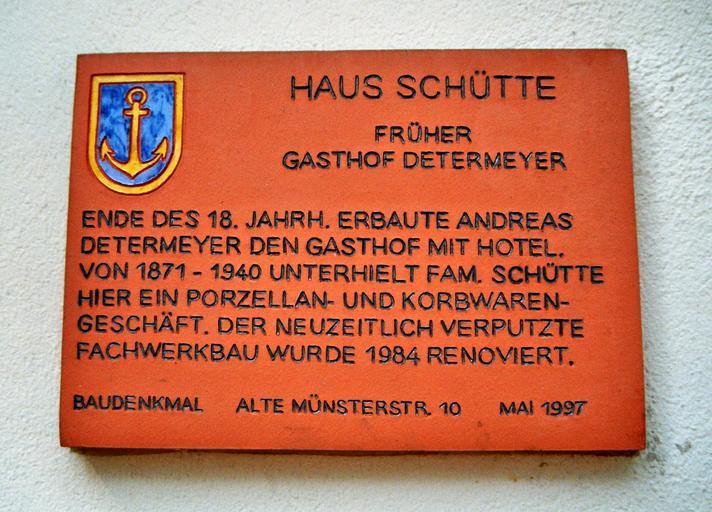 HAUS SCHÜTTE
FRÜHER
GASTHOF DETERMEYER
ENDE DES 18. JAHRH. ERBAUTE ANDREAS
DETERMEYER DEN GASTHOF MIT HOTEL.
VON 1871 - 1940 UNTERHIELT FAM. SCHÜTTE
HIER EIN PORZELLAN- UND KORBWAREN-
GESCHÄFT. DER NEUZEITLICH VERPUTZTE
FACHWERKBAU WURDE 1984 RENOVIERT.
BAUDENKMAL ALTE MÜNSTERSTR. 10 MAI 1997